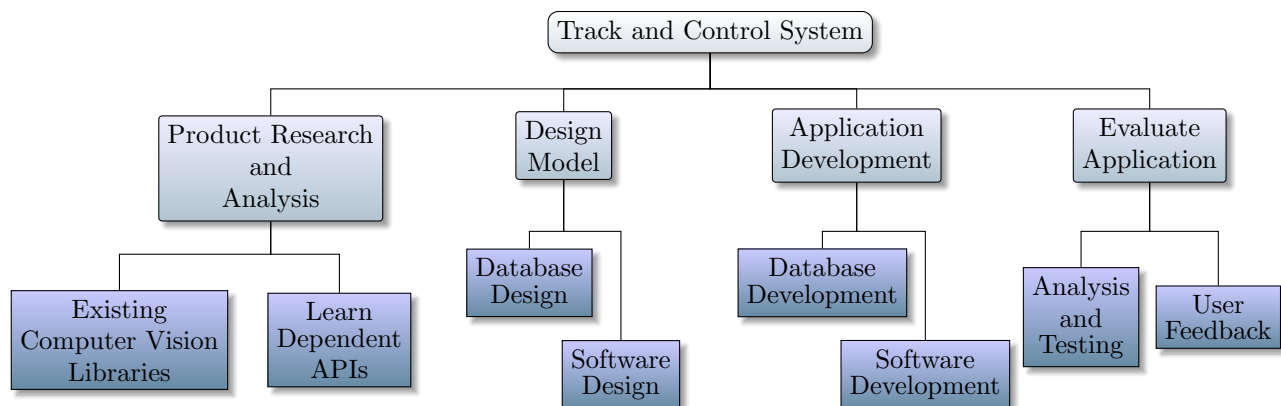 Track and Control System
Product Research
and
Analysis
Design
Model
Application
Development
Evaluate
Application
Existing
Computer Vision
Libraries
Learn
Dependent
APIs
Database
Design
Software
Design
Database
Development
Software
Development
Analysis
and
Testing
User
Feedback